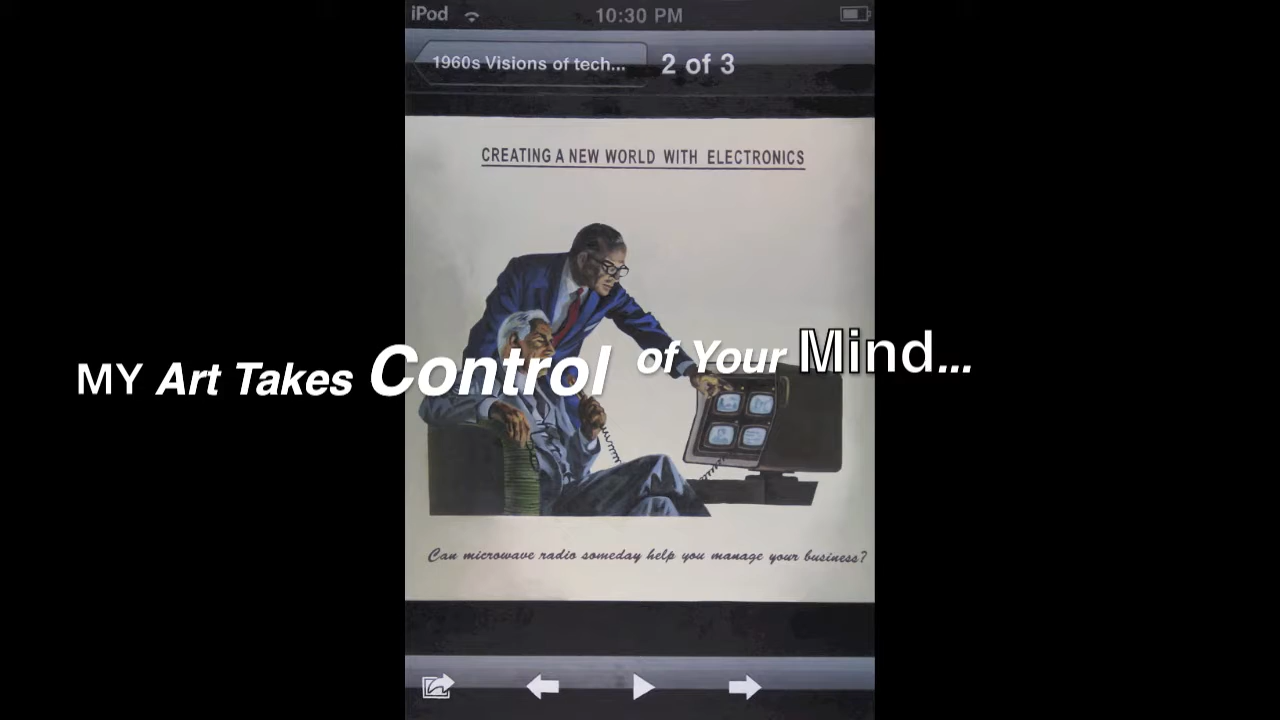 iPod 10:30 PM
1960s Visions of tech... 2 of 3
CREATING A NEW WORLD WITH ELECTRONICS
MY Art Takes Control of Your Mind...
Can microwave radio someday help you manage your business?